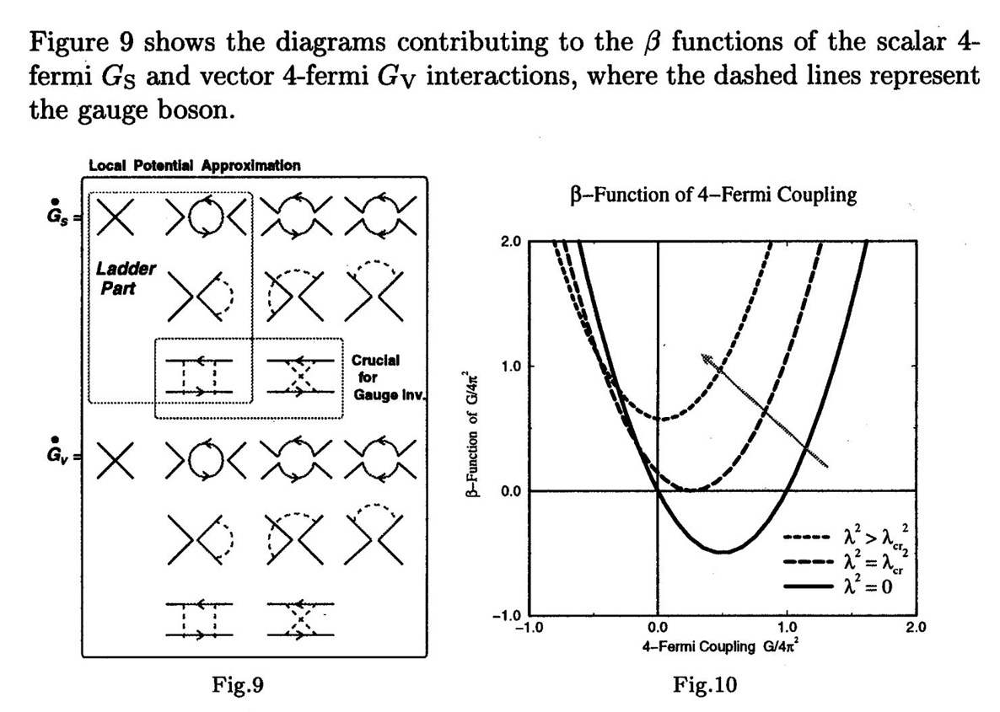 Figure 9 shows the diagrams contributing to the β functions of the scalar 4-
fermi G_S and vector 4-fermi G_V interactions, where the dashed lines represent
the gauge boson.
Local Potential Approximation
Ġ_S =
Ladder
Part
Crucial
for
Gauge Inv.
Ġ_V =
Fig.9
β–Function of 4–Fermi Coupling
β–Function of G/4π²
2.0
1.0
0.0
−1.0
−1.0 0.0 1.0 2.0
4–Fermi Coupling G/4π²
λ² > λ_cr²
λ² = λ_cr²
λ² = 0
Fig.10